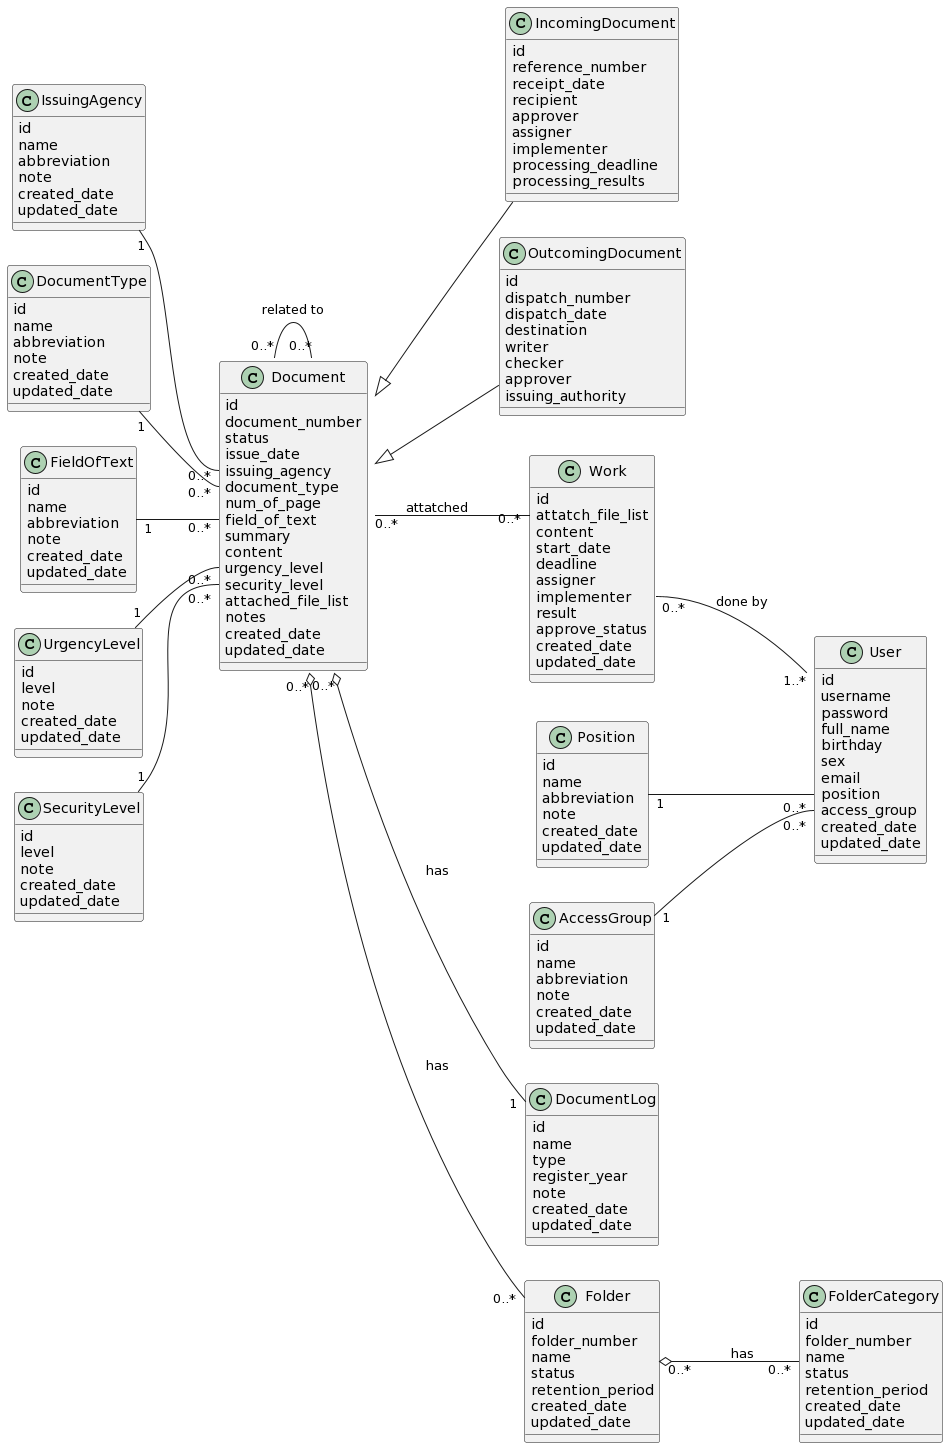 IncomingDocument
id
reference_number
receipt_date
recipient
approver
assigner
implementer
processing_deadline
processing_results
IssuingAgency
id
name
abbreviation
note
created_date
updated_date
1
OutcomingDocument
id
dispatch_number
dispatch_date
destination
writer
checker
approver
issuing_authority
DocumentType
id
name
abbreviation
note
created_date
updated_date
1
related to
0..*
0..*
Document
id
document_number
status
issue_date
issuing_agency
document_type
num_of_page
field_of_text
summary
content
urgency_level
security_level
attached_file_list
notes
created_date
updated_date
0..*
0..*
0..*
0..*
0..*
FieldOfText
id
name
abbreviation
note
created_date
updated_date
1
Work
id
attatch_file_list
content
start_date
deadline
assigner
implementer
result
approve_status
created_date
updated_date
attatched
0..*
0..*
done by
0..*
1..*
UrgencyLevel
id
level
note
created_date
updated_date
1
User
id
username
password
full_name
birthday
sex
email
position
access_group
created_date
updated_date
0..*
0..*
0..*
0..*
Position
id
name
abbreviation
note
created_date
updated_date
1
SecurityLevel
id
level
note
created_date
updated_date
1
has
AccessGroup
id
name
abbreviation
note
created_date
updated_date
1
has
DocumentLog
id
name
type
register_year
note
created_date
updated_date
1
Folder
id
folder_number
name
status
retention_period
created_date
updated_date
0..*
has
0..*
0..*
FolderCategory
id
folder_number
name
status
retention_period
created_date
updated_date